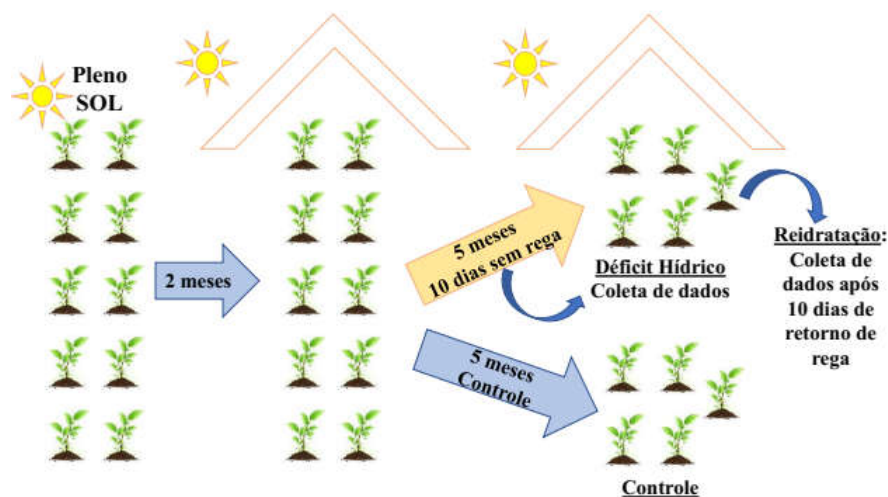 Pleno
SOL
2 meses
5 meses
10 dias sem rega
Déficit Hídrico
Coleta de dados
Reidratação:
Coleta de
dados após
10 dias de
retorno de
rega
5 meses
Controle
Controle